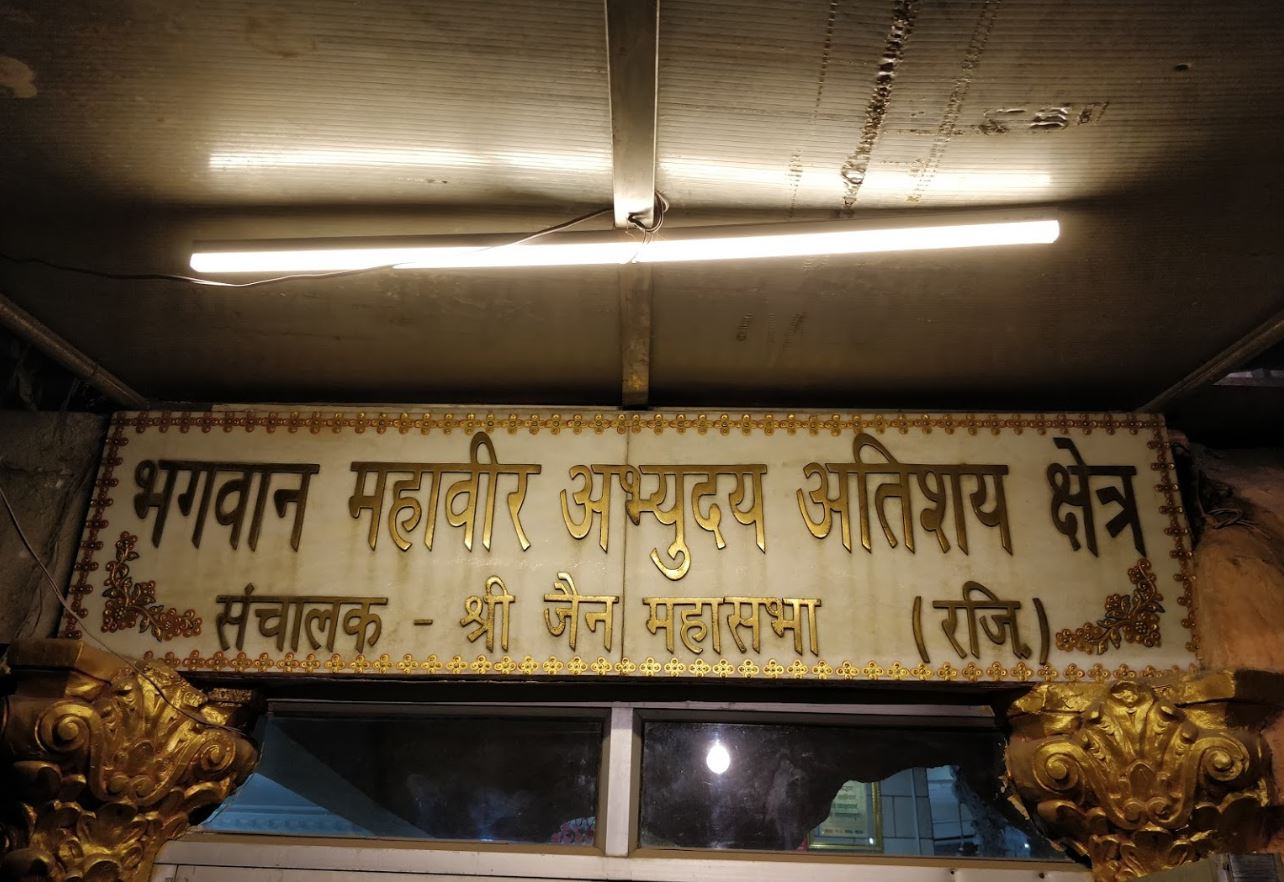 भगवान महावीर अभ्युदय अतिशय क्षेत्र
संचालक - श्री जैन महासभा (रजि.)